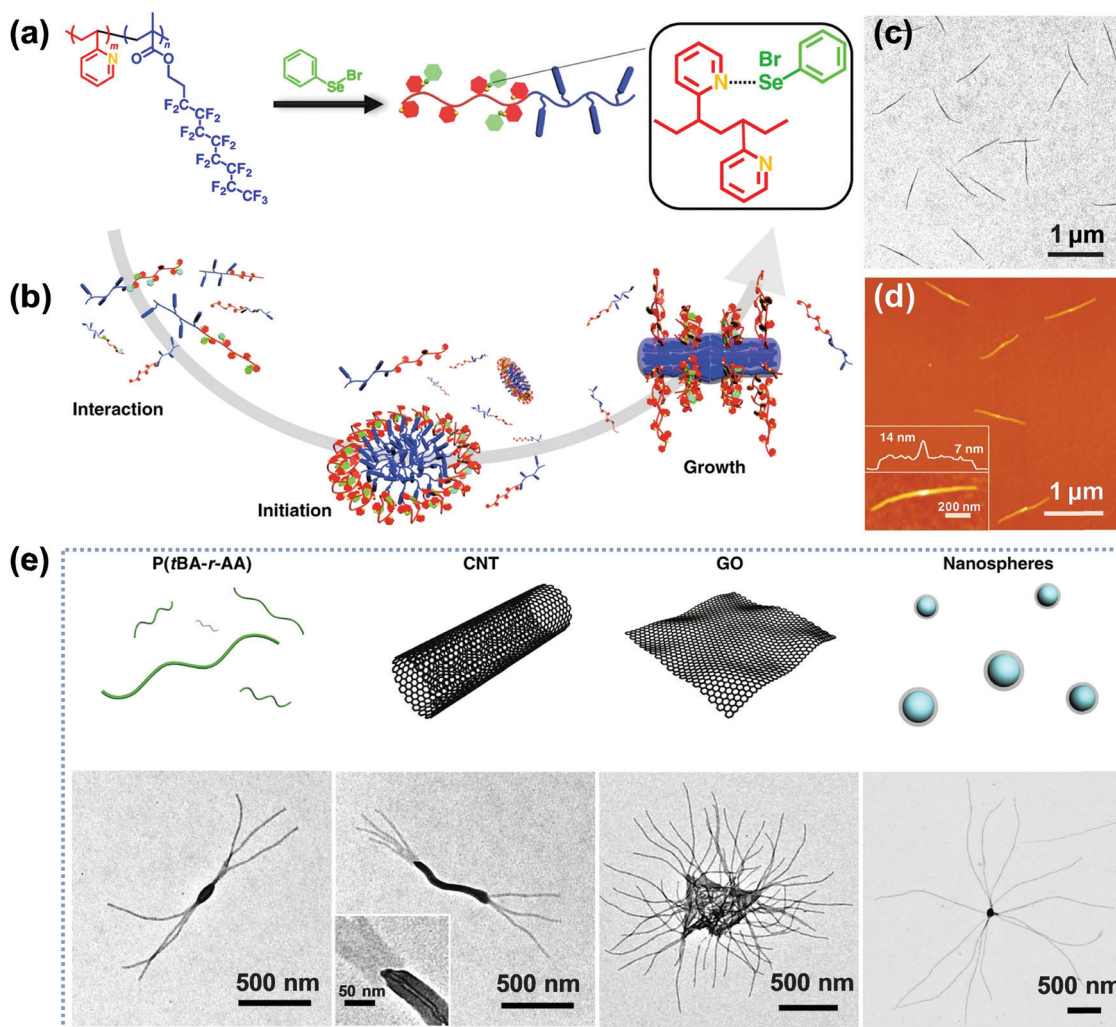 (a)
m
n
N
O
O
F₂C
CF₂
F₂C
CF₂
F₂C
CF₂
F₂C
CF₃
Se
Br
Br
N
Se
N
(b)
Interaction
Initiation
Growth
(c)
1 µm
(d)
14 nm
7 nm
200 nm
1 µm
(e)
P(tBA-r-AA)
CNT
GO
Nanospheres
500 nm
50 nm
500 nm
500 nm
500 nm